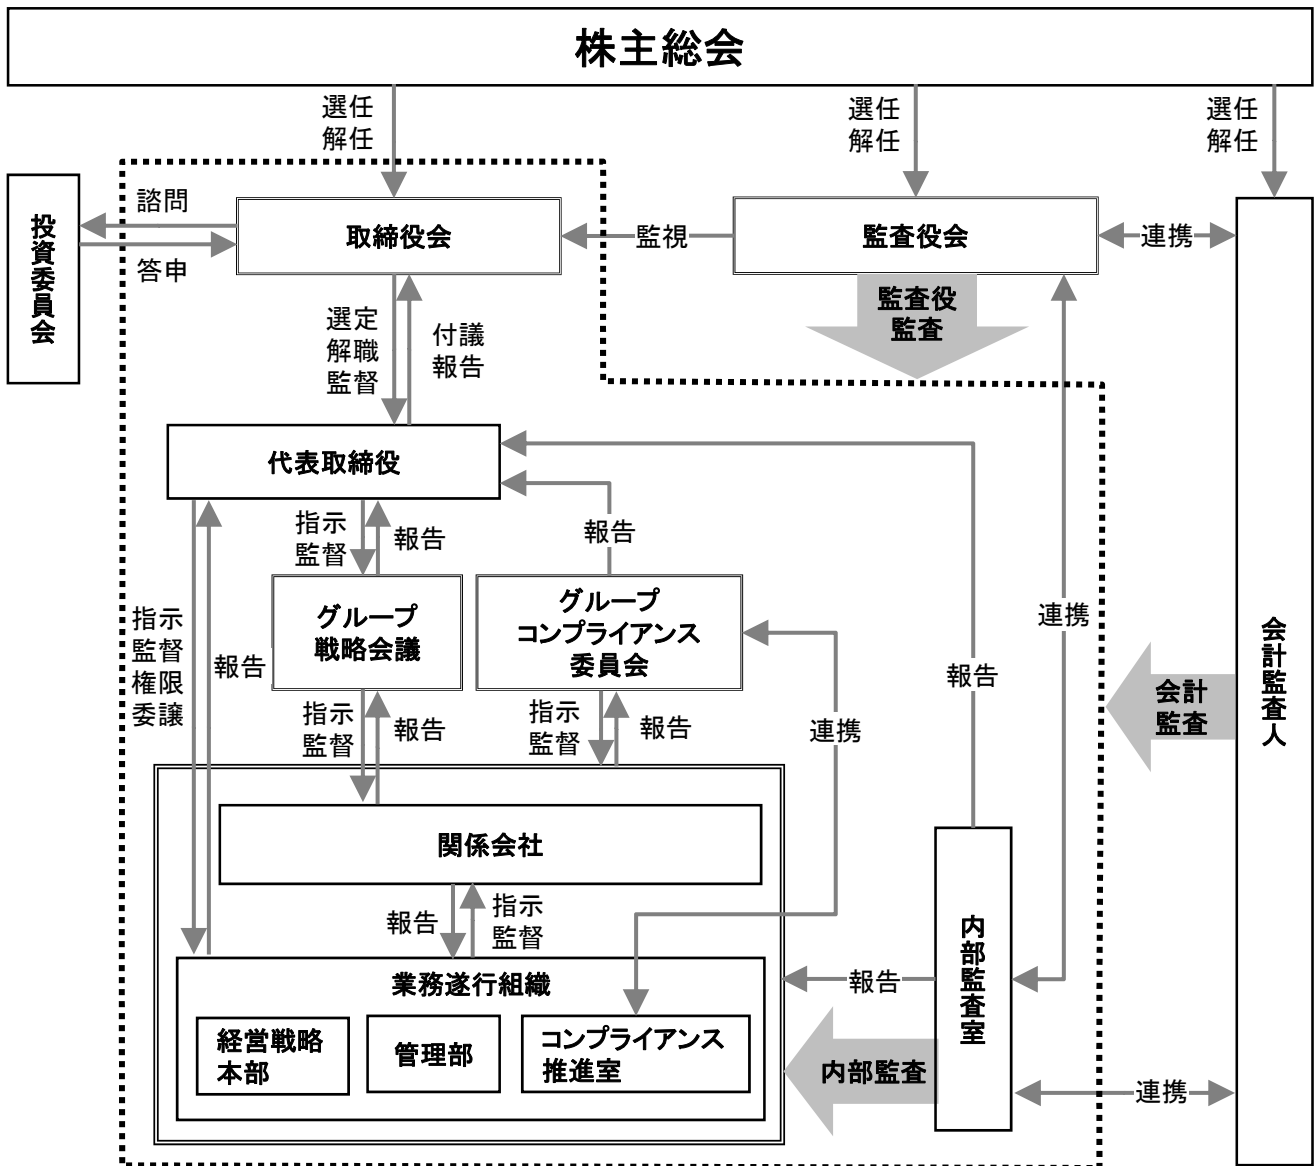 株主総会
選任
解任
選任
解任
選任
解任
投資委員会
諮問
答申
取締役会
監視
監査役会
連携
監査役
監査
選定
解職
監督
付議
報告
代表取締役
指示
監督
報告
報告
グループ
戦略会議
グループ
コンプライアンス
委員会
指示
監督
権限
委譲
報告
連携
報告
会計
監査
会計監査人
指示
監督
報告
指示
監督
報告
連携
関係会社
報告
指示
監督
内部監査室
業務遂行組織
報告
経営戦略
本部
管理部
コンプライアンス
推進室
内部監査
連携